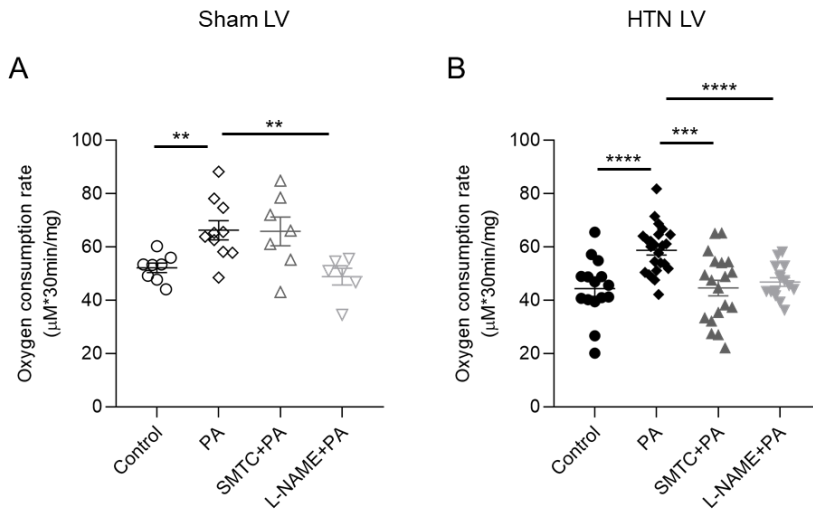 Sham LV
HTN LV
A
B
Oxygen consumption rate
(μM*30min/mg)
100
80
60
40
20
0
**
**
Control
PA
SMTC+PA
L-NAME+PA
Oxygen consumption rate
(μM*30min/mg)
100
80
60
40
20
0
****
***
****
Control
PA
SMTC+PA
L-NAME+PA